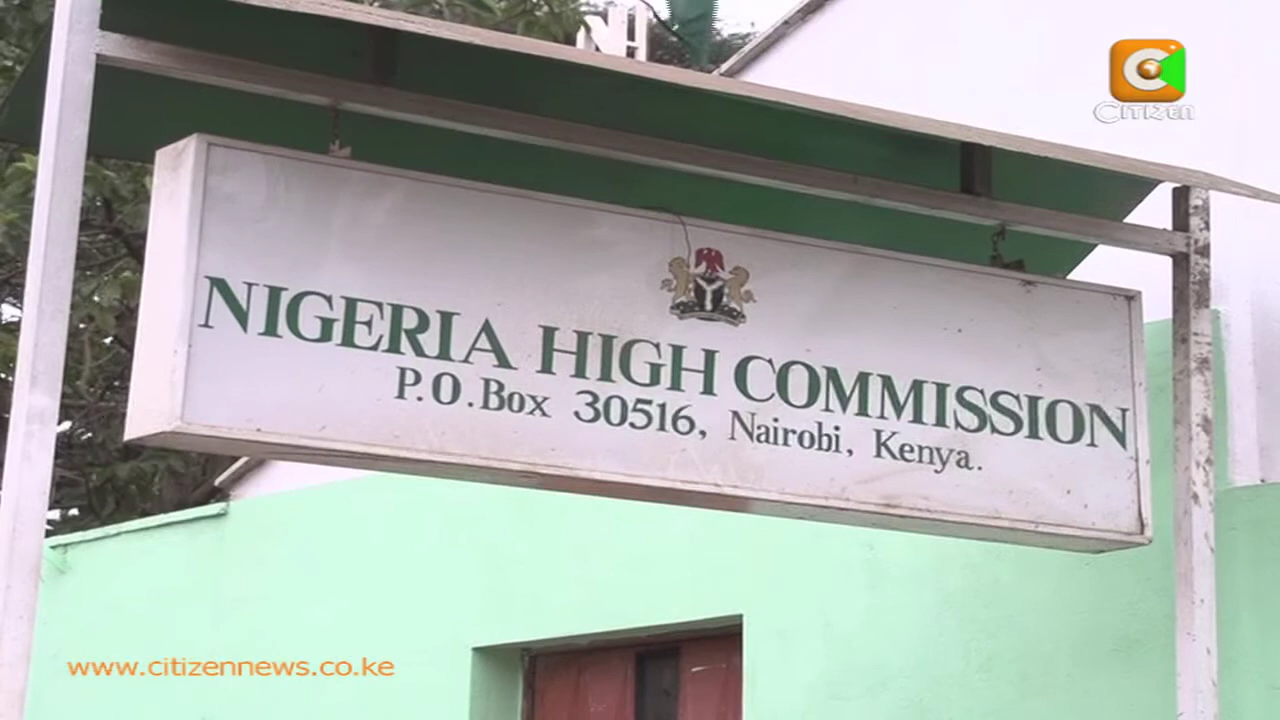 CITIZEN
NIGERIA HIGH COMMISSION
P.O.Box 30516, Nairobi, Kenya.
www.citizennews.co.ke